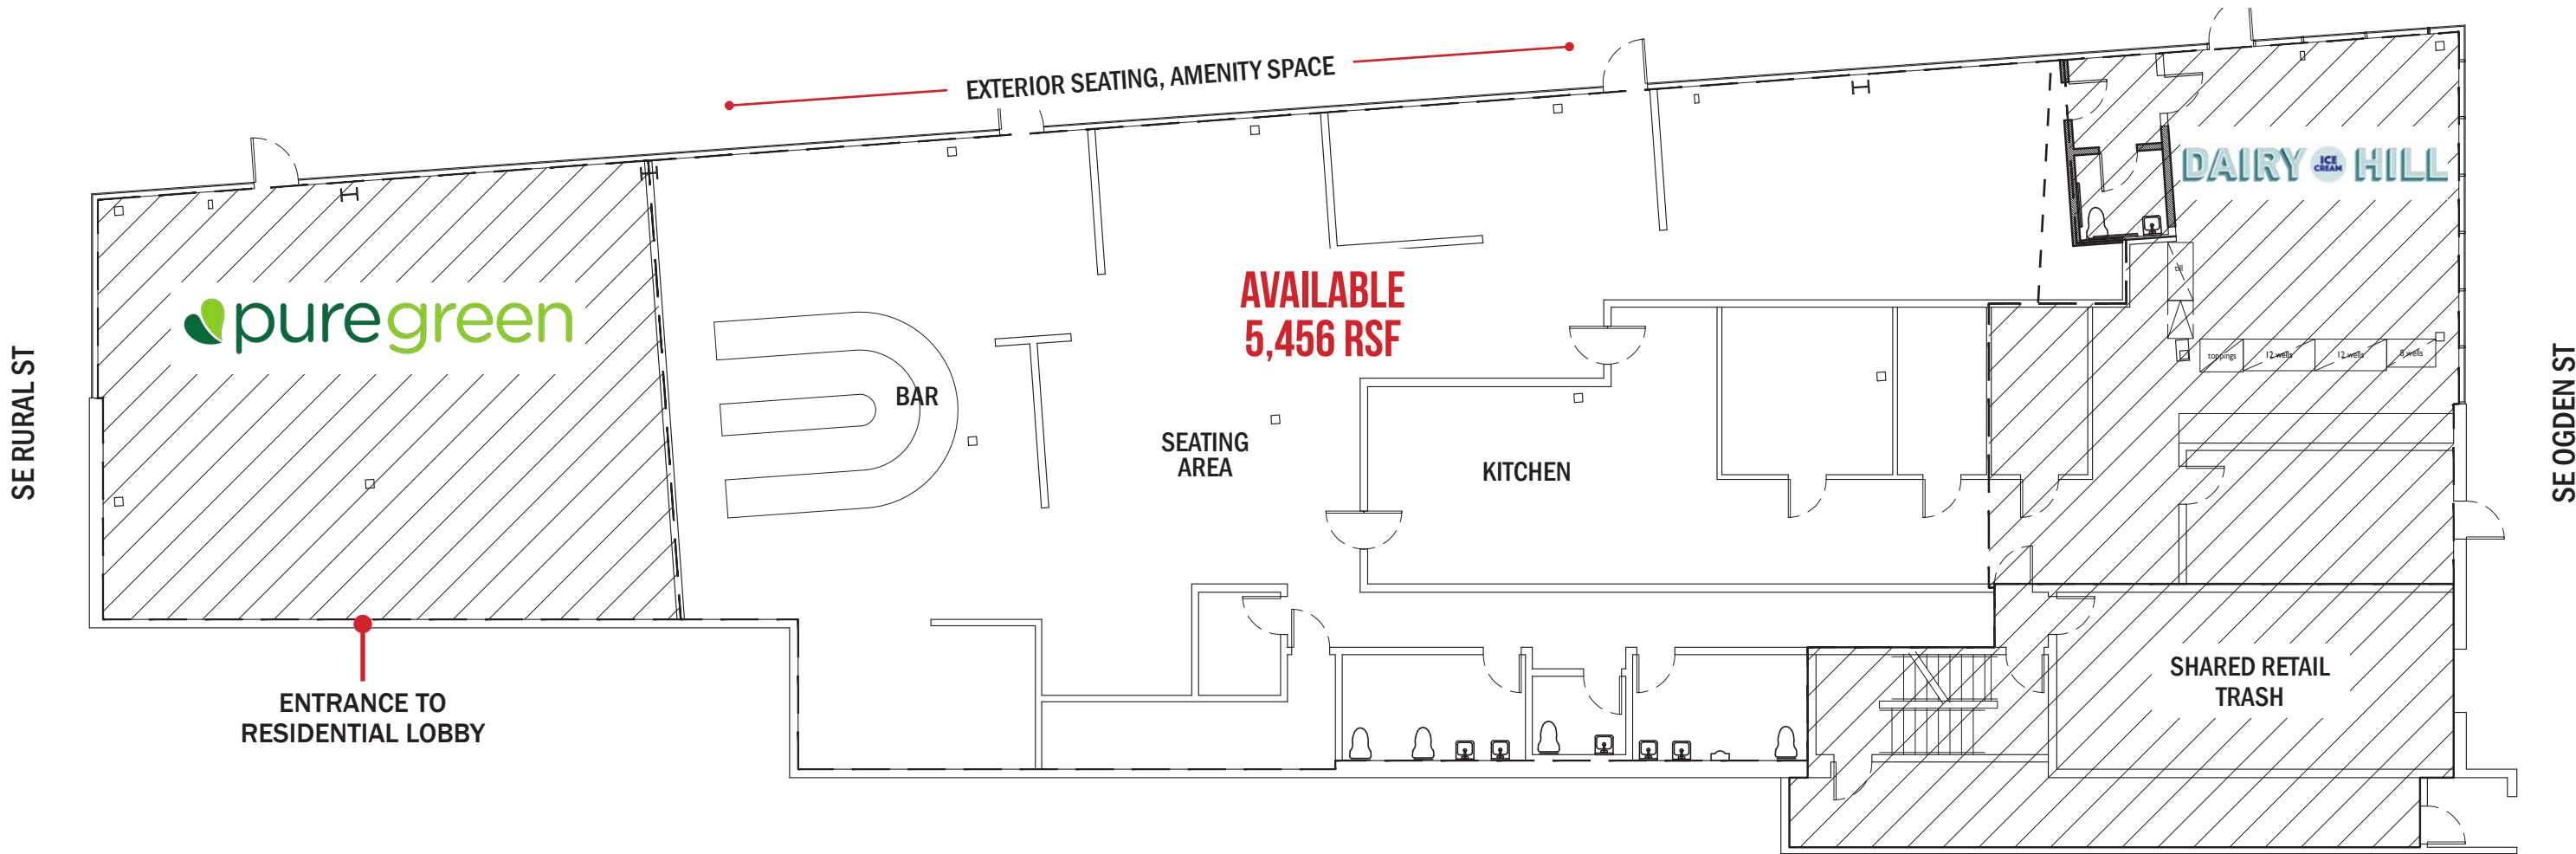 EXTERIOR SEATING, AMENITY SPACE
DAIRY ICE CREAM HILL
puregreen
AVAILABLE
5,456 RSF
SE RURAL ST
SE OGDEN ST
till
toppings
12 wells
12 wells
8 wells
BAR
SEATING
AREA
KITCHEN
ENTRANCE TO
RESIDENTIAL LOBBY
SHARED RETAIL
TRASH